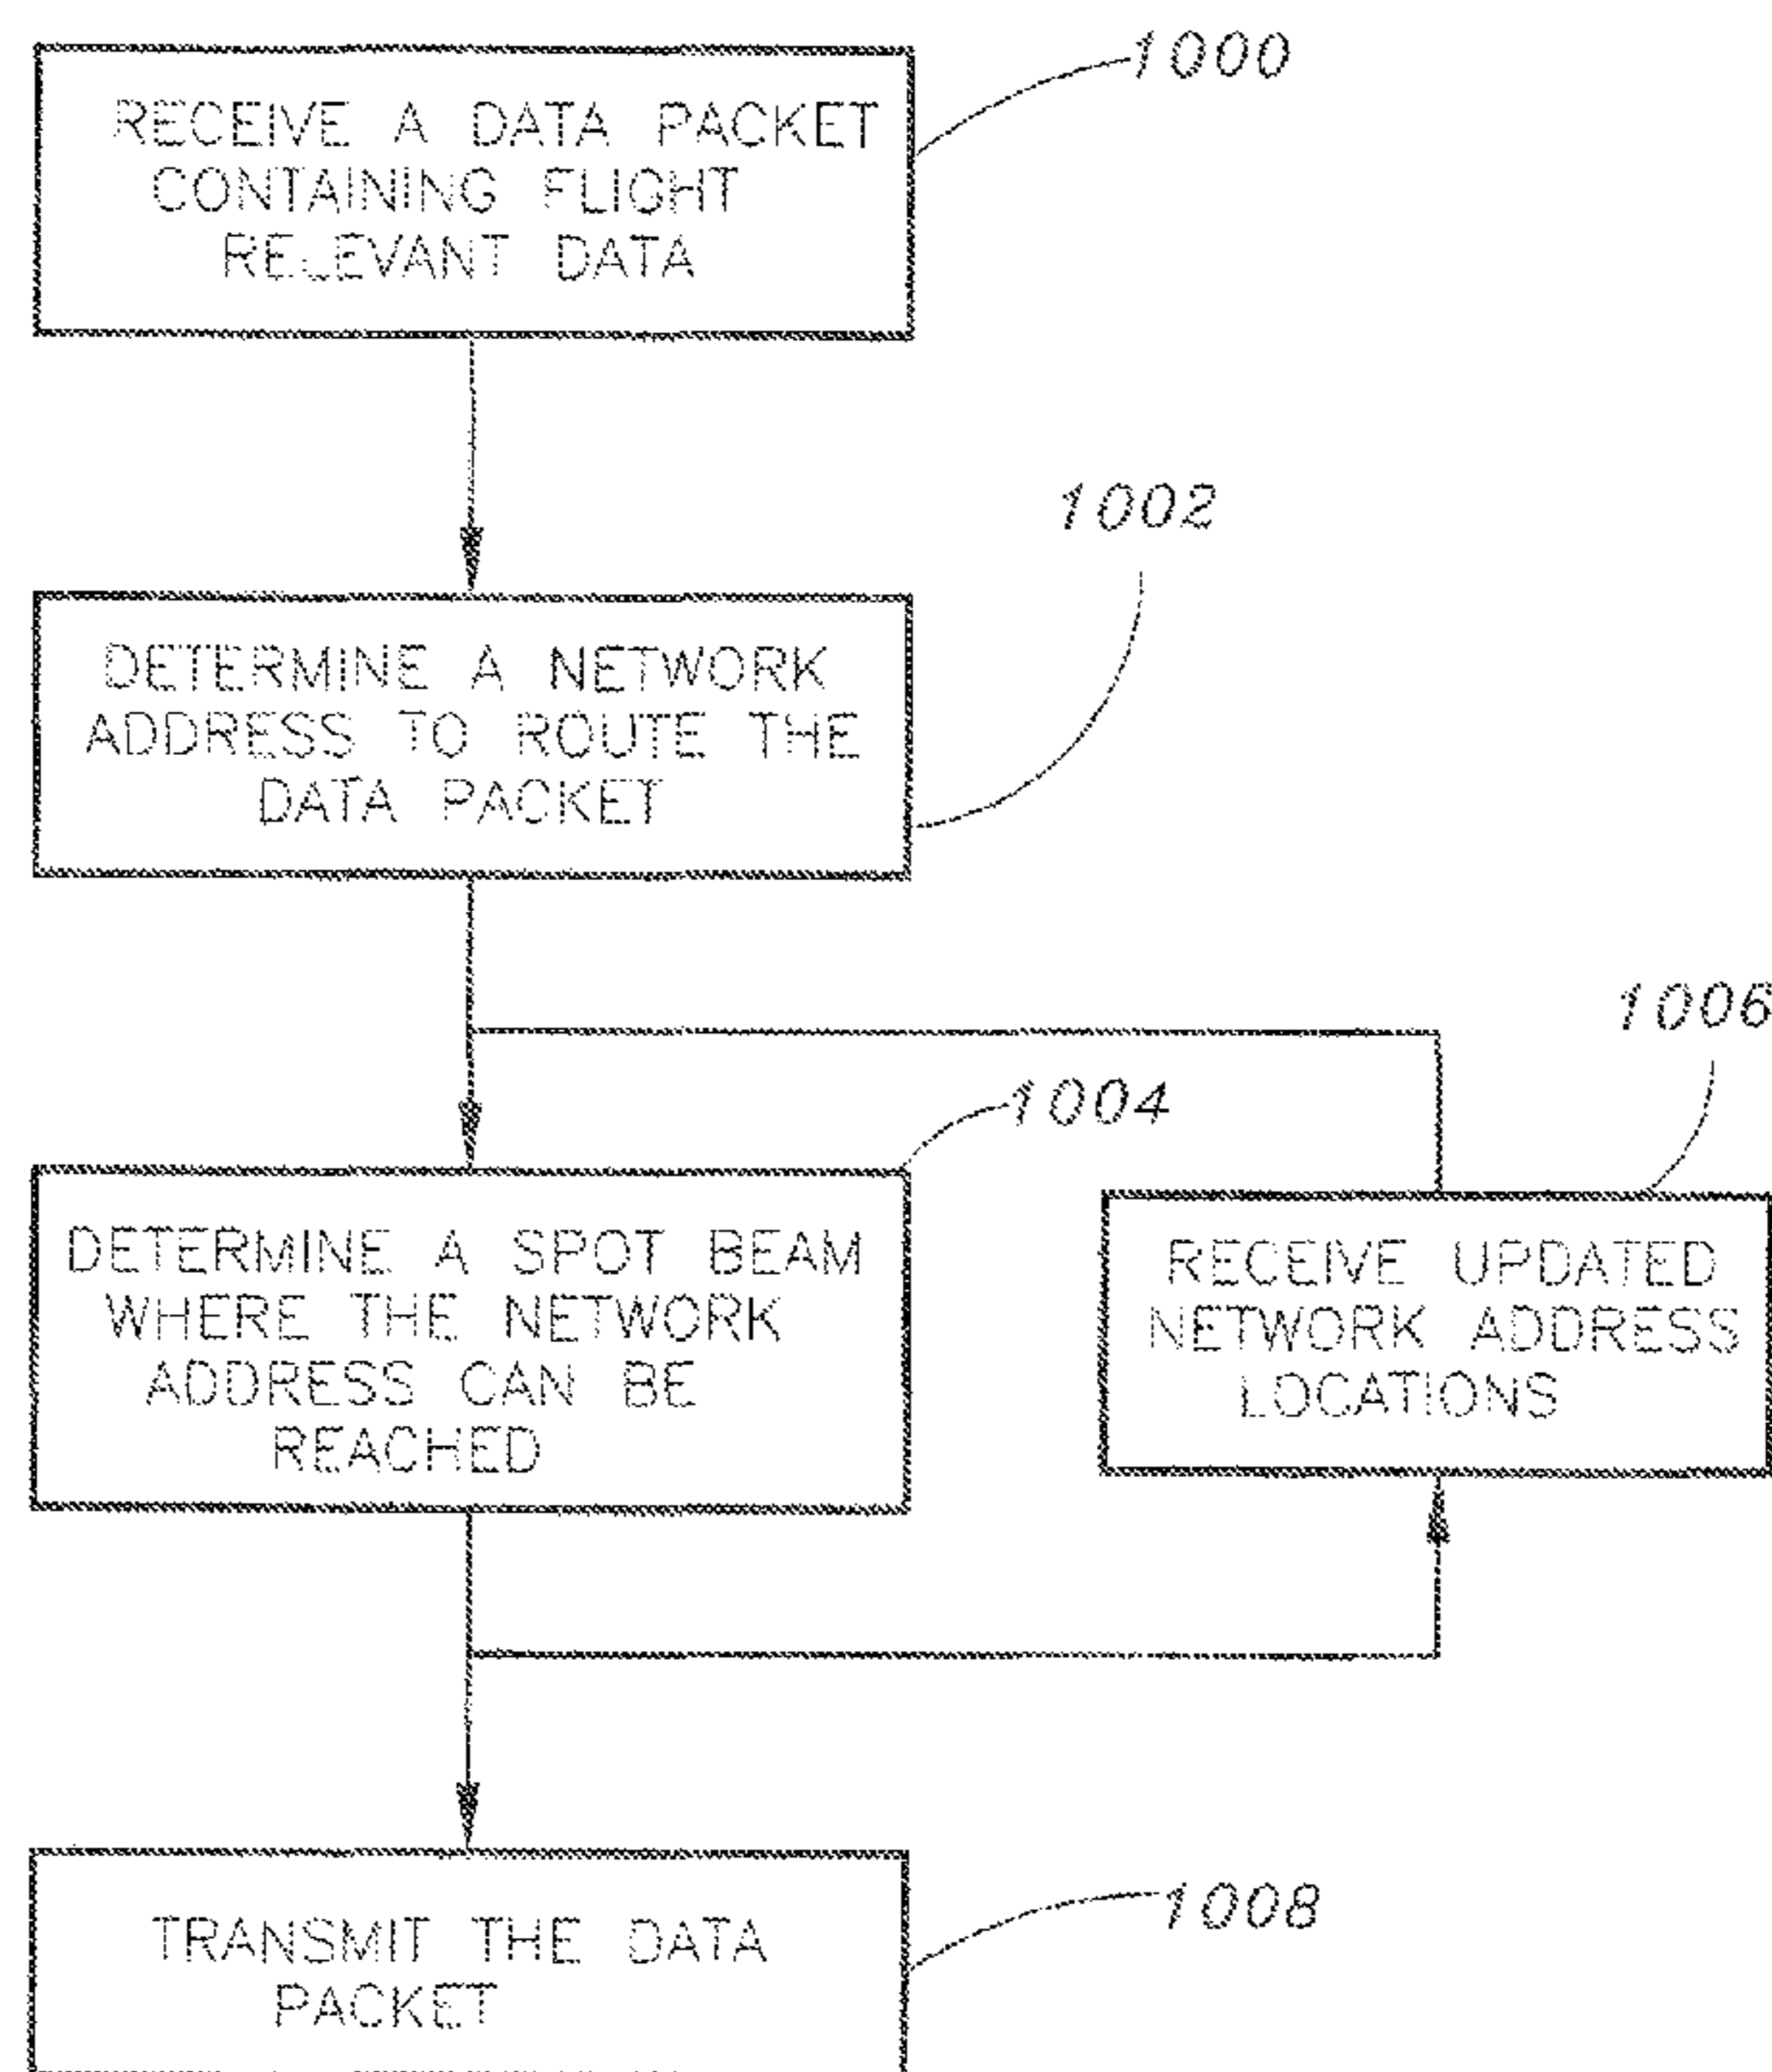 1000
RECEIVE A DATA PACKET
CONTAINING FLIGHT
RELEVANT DATA
1002
DETERMINE A NETWORK
ADDRESS TO ROUTE THE
DATA PACKET
1006
1004
DETERMINE A SPOT BEAM
WHERE THE NETWORK
ADDRESS CAN BE
REACHED
RECEIVE UPDATED
NETWORK ADDRESS
LOCATIONS
1008
TRANSMIT THE DATA
PACKET